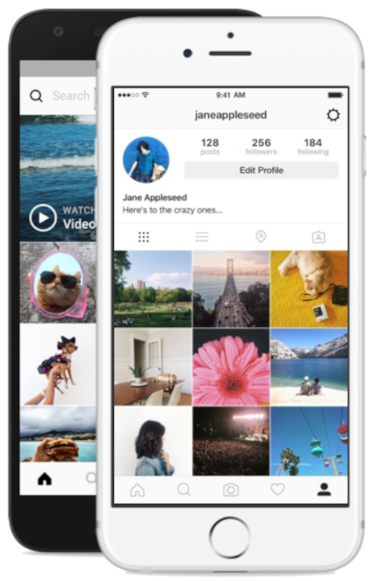 Search
WATCH
Video
9:41 AM
janeappleseed
128
256
184
posts
followers
following
Edit Profile
Jane Appleseed
Here's to the crazy ones...